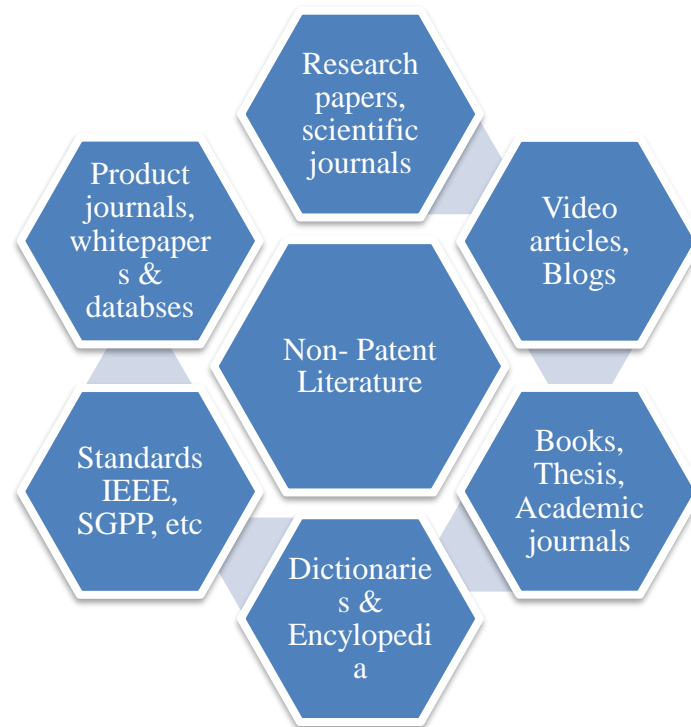 Research
papers,
scientific
journals
Product
journals,
whitepaper
s &
databses
Video
articles,
Blogs
Non- Patent
Literature
Standards
IEEE,
SGPP, etc
Books,
Thesis,
Academic
journals
Dictionarie
s &
Encylopedi
a